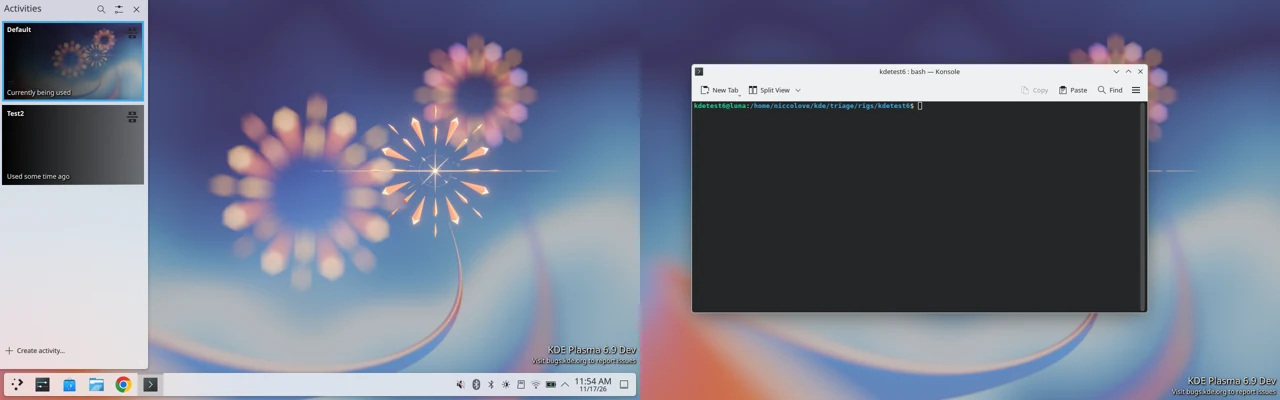 Activities
Default
Currently being used
Test2
Used some time ago
Create activity...
KDE Plasma 6.9 Dev
Visit bugs.kde.org to report issues
11:54 AM
11/17/26
kdetest6 : bash — Konsole
New Tab
Split View
Copy
Paste
Find
kdetest6@luna:/home/niccolove/kde/triage/rigs/kdetest6$
KDE Plasma 6.9 Dev
Visit bugs.kde.org to report issues